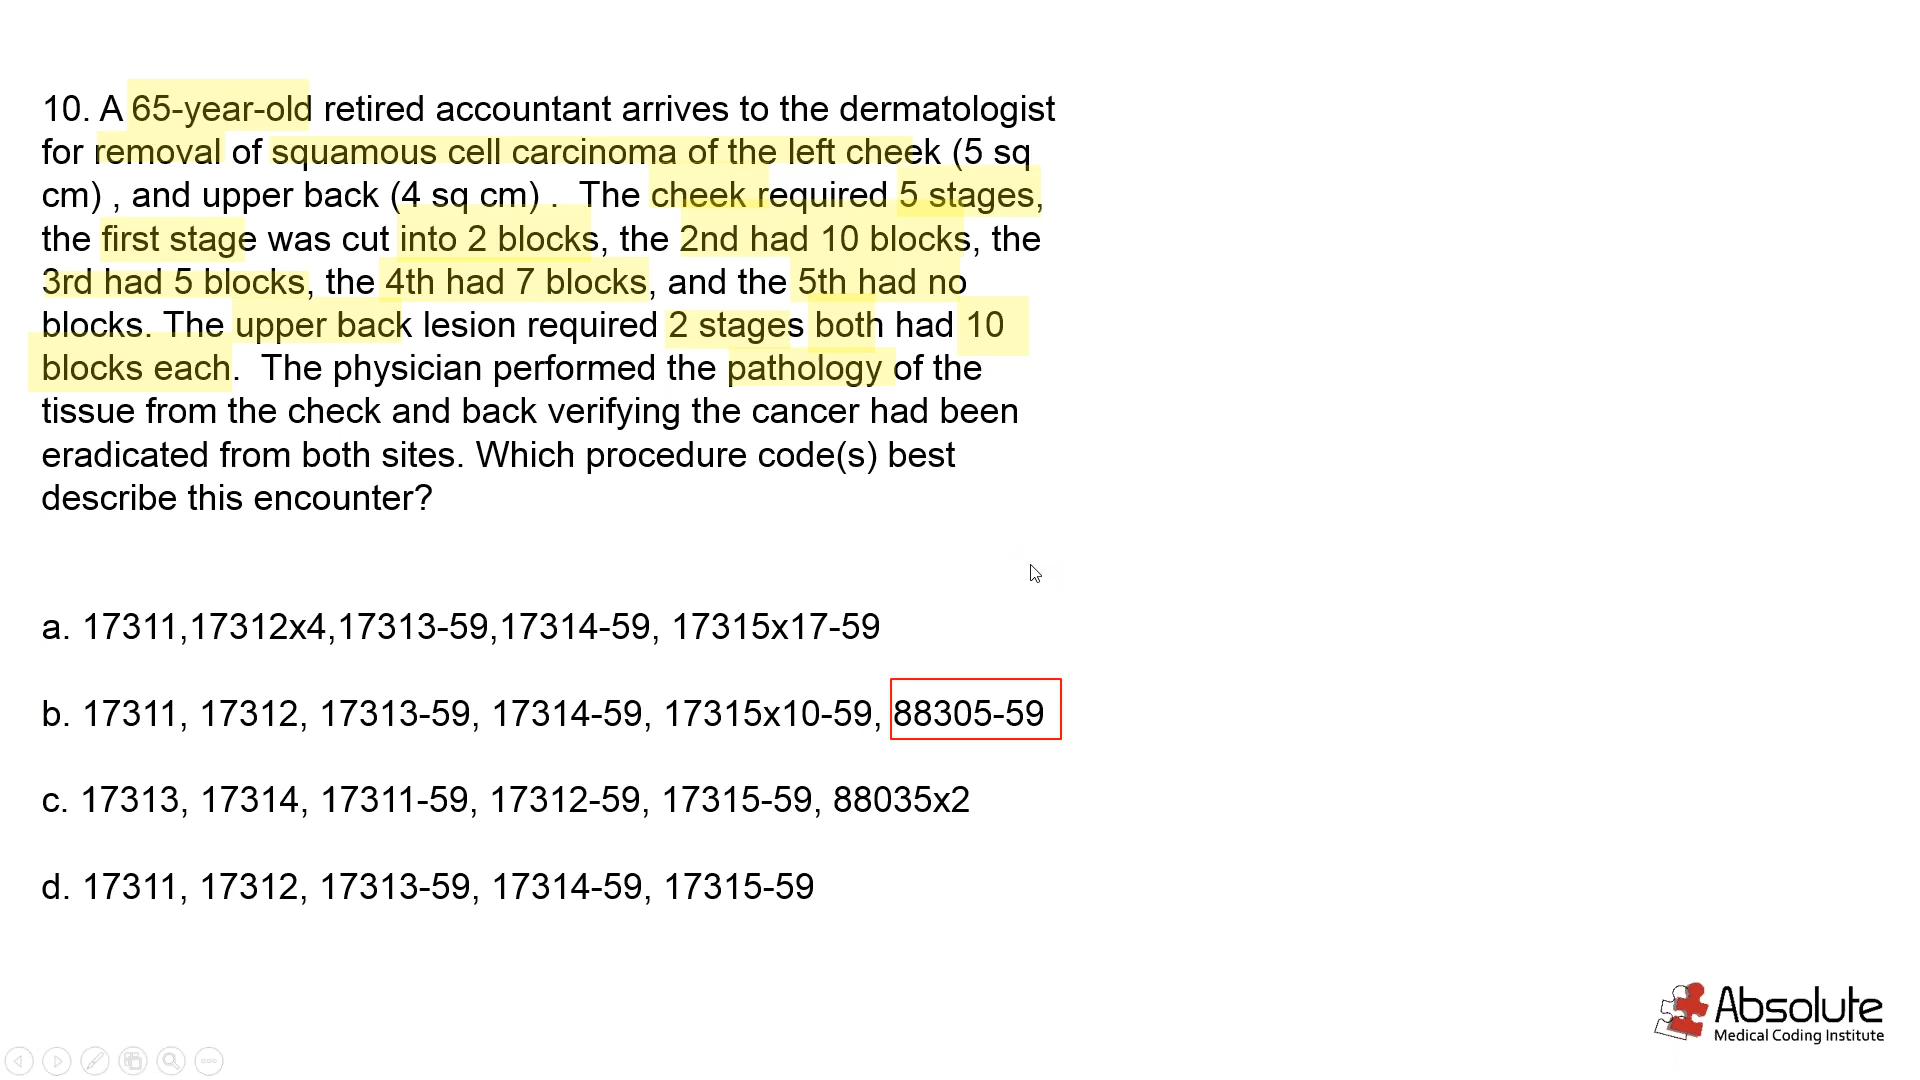 10. A 65-year-old retired accountant arrives to the dermatologist
for removal of squamous cell carcinoma of the left cheek (5 sq
cm) , and upper back (4 sq cm) .  The cheek required 5 stages,
the first stage was cut into 2 blocks, the 2nd had 10 blocks, the
3rd had 5 blocks, the 4th had 7 blocks, and the 5th had no
blocks. The upper back lesion required 2 stages both had 10
blocks each.  The physician performed the pathology of the
tissue from the check and back verifying the cancer had been
eradicated from both sites. Which procedure code(s) best
describe this encounter?
a. 17311,17312x4,17313-59,17314-59, 17315x17-59
b. 17311, 17312, 17313-59, 17314-59, 17315x10-59, 88305-59
c. 17313, 17314, 17311-59, 17312-59, 17315-59, 88035x2
d. 17311, 17312, 17313-59, 17314-59, 17315-59
Absolute
Medical Coding Institute